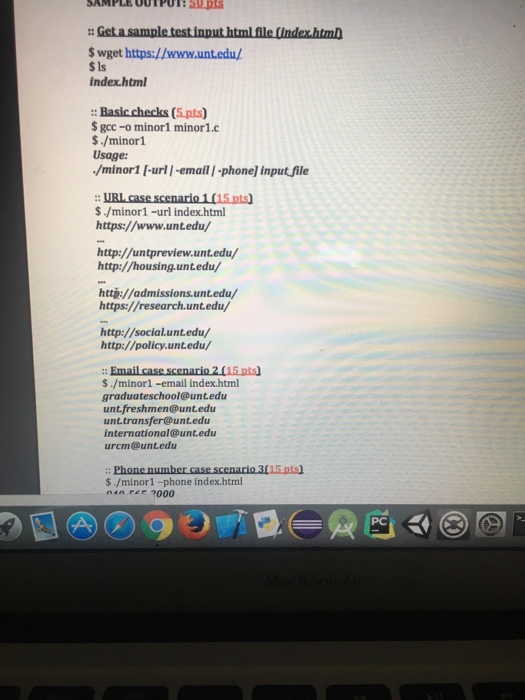 SAMPLE OUTPUT: 50 pts
:: Get a sample test input html file (index.html)
$ wget https://www.unt.edu/
$ ls
index.html
:: Basic checks (5 pts)
$ gcc -o minor1 minor1.c
$ ./minor1
Usage:
./minor1 [-url | -email | -phone] input_file
:: URL case scenario 1 (15 pts)
$ ./minor1 -url index.html
https://www.unt.edu/
...
http://untpreview.unt.edu/
http://housing.unt.edu/
...
http://admissions.unt.edu/
https://research.unt.edu/
...
http://social.unt.edu/
http://policy.unt.edu/
:: Email case scenario 2 (15 pts)
$ ./minor1 -email index.html
graduateschool@unt.edu
unt.freshmen@unt.edu
unt.transfer@unt.edu
international@unt.edu
urcm@unt.edu
:: Phone number case scenario 3(15 pts)
$ ./minor1 -phone index.html
2000
PC
MacBook Air